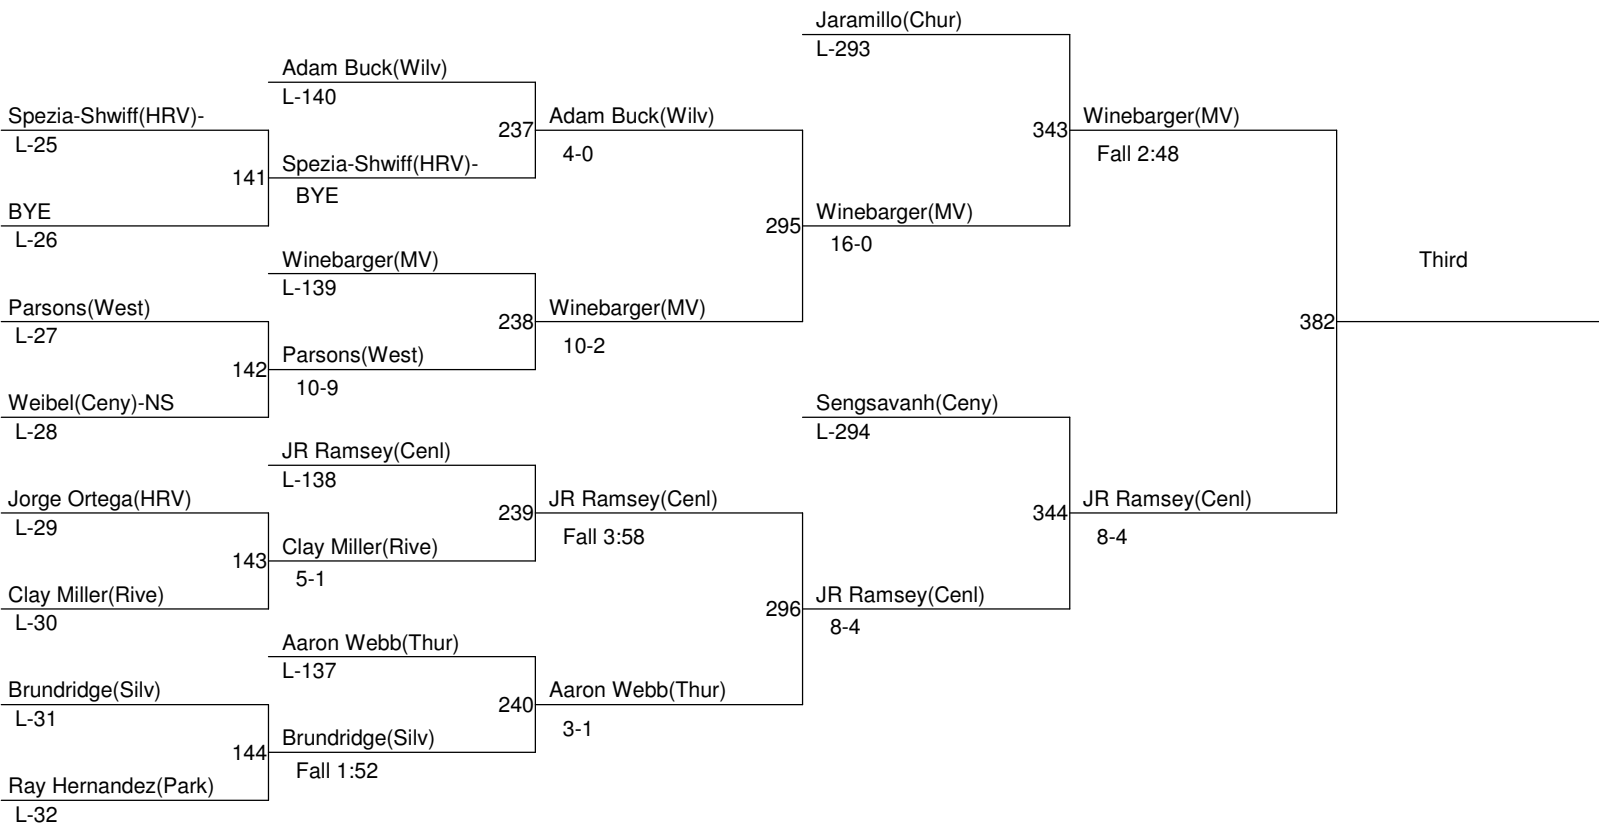 Spezia-Shwiff(HRV)-
L-25
141
BYE
L-26
Parsons(West)
L-27
142
Weibel(Ceny)-NS
L-28
Jorge Ortega(HRV)
L-29
143
Clay Miller(Rive)
L-30
Brundridge(Silv)
L-31
144
Ray Hernandez(Park)
L-32
Adam Buck(Wilv)
L-140
237
Spezia-Shwiff(HRV)-
BYE
Winebarger(MV)
L-139
238
Parsons(West)
10-9
JR Ramsey(Cenl)
L-138
239
Clay Miller(Rive)
5-1
Aaron Webb(Thur)
L-137
240
Brundridge(Silv)
Fall 1:52
Adam Buck(Wilv)
4-0
295
Winebarger(MV)
10-2
JR Ramsey(Cenl)
Fall 3:58
296
Aaron Webb(Thur)
3-1
Jaramillo(Chur)
L-293
343
Winebarger(MV)
16-0
Sengsavanh(Ceny)
L-294
344
JR Ramsey(Cenl)
8-4
Winebarger(MV)
Fall 2:48
382
JR Ramsey(Cenl)
8-4
Third